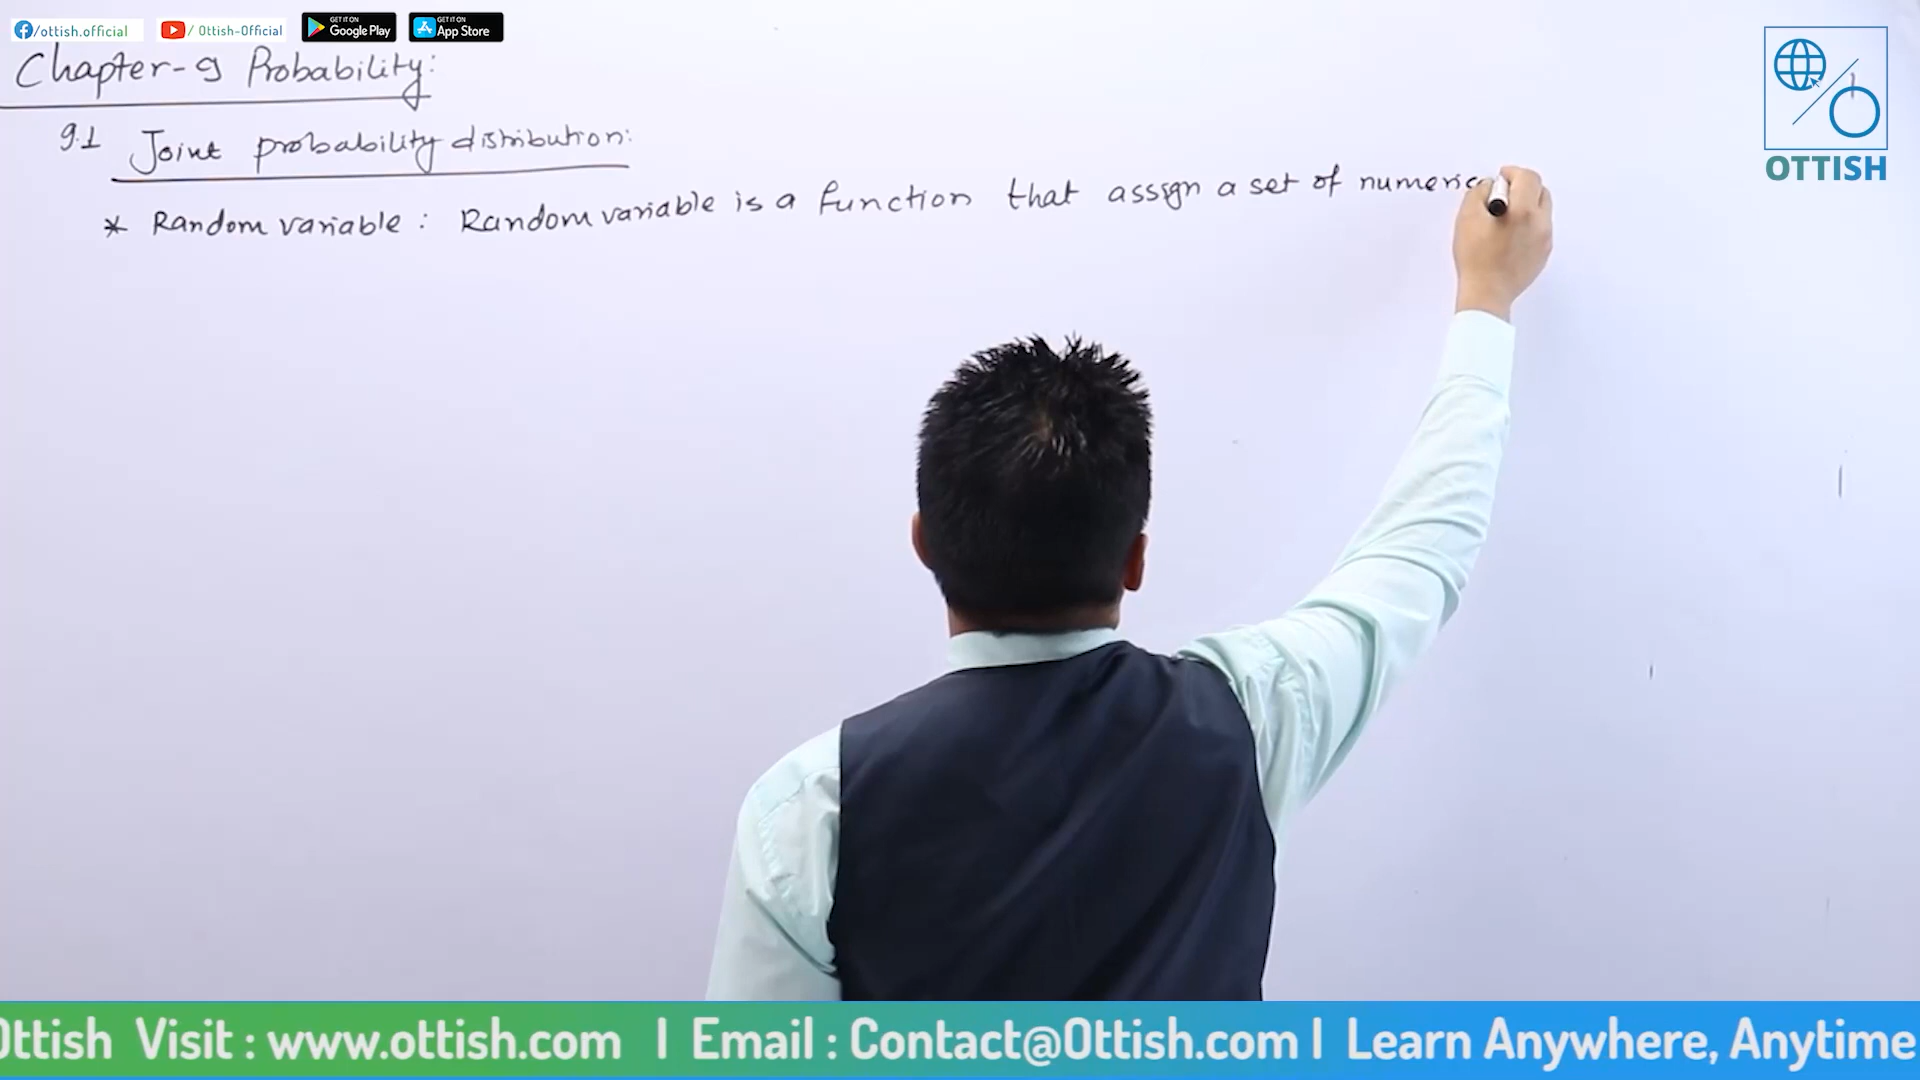 /ottish.official / Ottish-Official GET IT ON Google Play GET IT ON App Store
Chapter-9 Probability:
9.1 Joint probability distribution:
* Random variable : Random variable is a function that assign a set of numeric
OTTISH
Ottish Visit : www.ottish.com | Email : Contact@Ottish.com | Learn Anywhere, Anytime